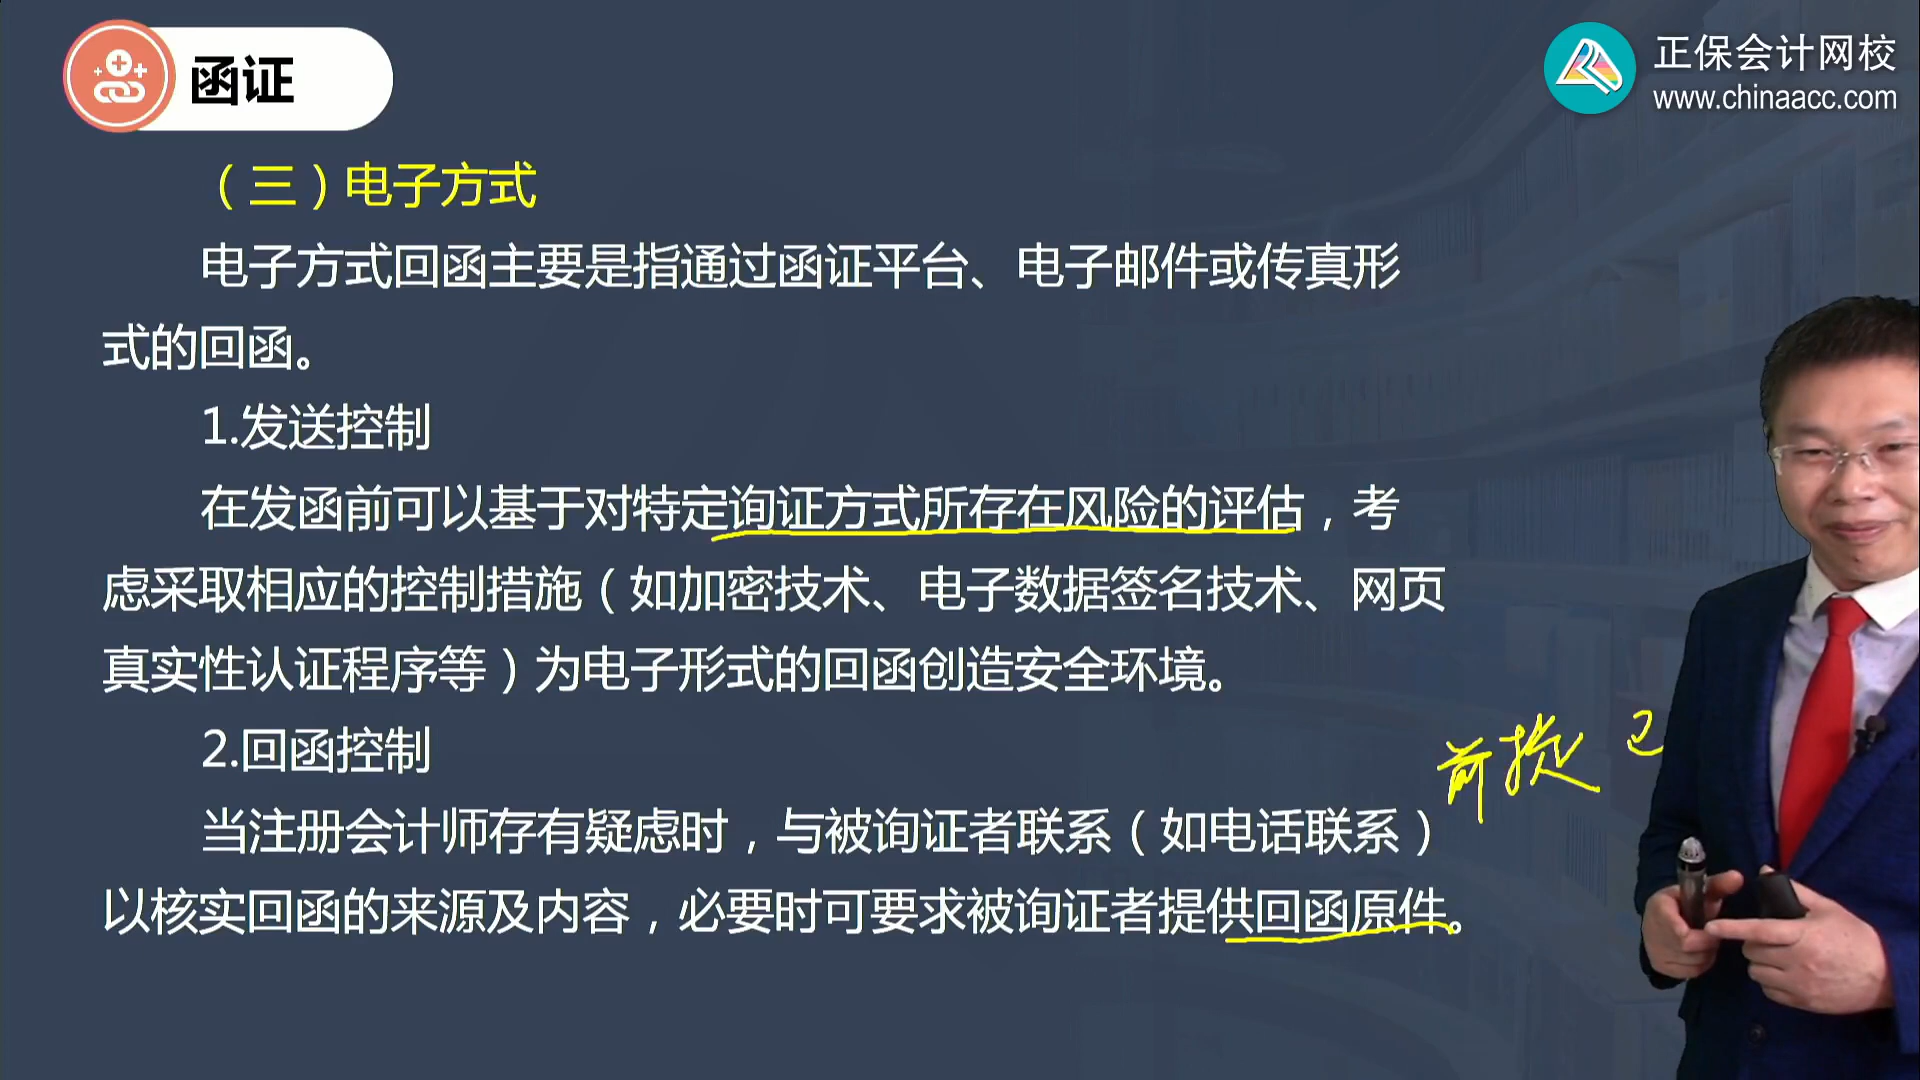 函证
正保会计网校
www.chinaacc.com
（三）电子方式
电子方式回函主要是指通过函证平台、电子邮件或传真形
式的回函。
1.发送控制
在发函前可以基于对特定询证方式所存在风险的评估，考
虑采取相应的控制措施（如加密技术、电子数据签名技术、网页
真实性认证程序等）为电子形式的回函创造安全环境。
2.回函控制
前提
当注册会计师存有疑虑时，与被询证者联系（如电话联系）
以核实回函的来源及内容，必要时可要求被询证者提供回函原件。